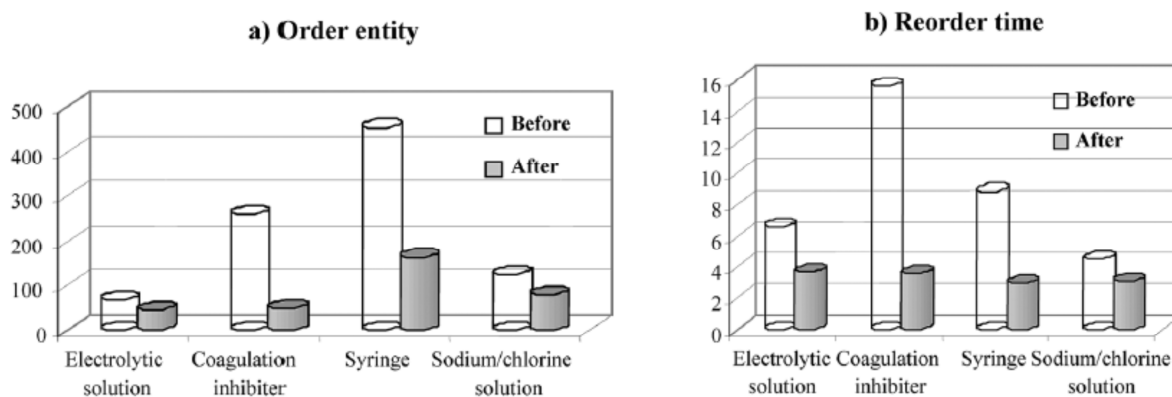 a) Order entity
500
400
300
200
100
0
Before
After
Electrolytic solution
Coagulation inhibiter
Syringe
Sodium/chlorine solution
b) Reorder time
16
14
12
10
8
6
4
2
0
Before
After
Electrolytic solution
Coagulation inhibiter
Syringe
Sodium/chlorine solution